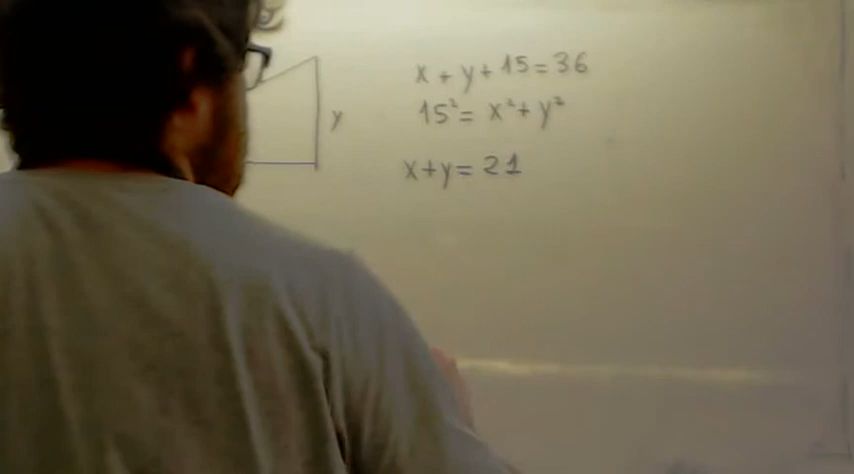 x + y + 15 = 36
15² = x² + y²
y
x + y = 21